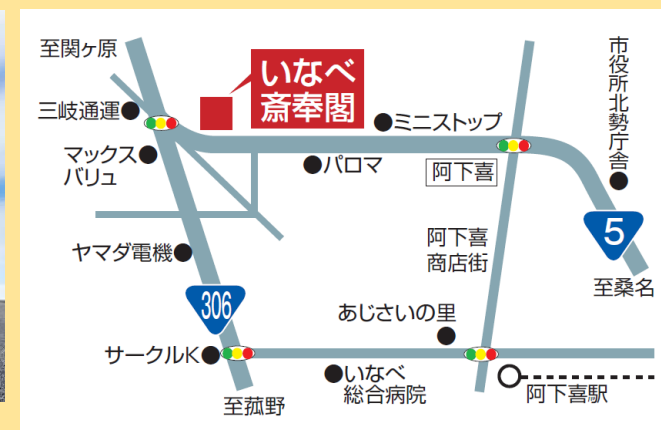 至関ヶ原
三岐通運
マックス
バリュ
ヤマダ電機
306
サークルK
至菰野
いなべ
斎奉閣
ミニストップ
パロマ
阿下喜
阿下喜
商店街
あじさいの里
いなべ
総合病院
阿下喜駅
市役所北勢庁舎
5
至桑名